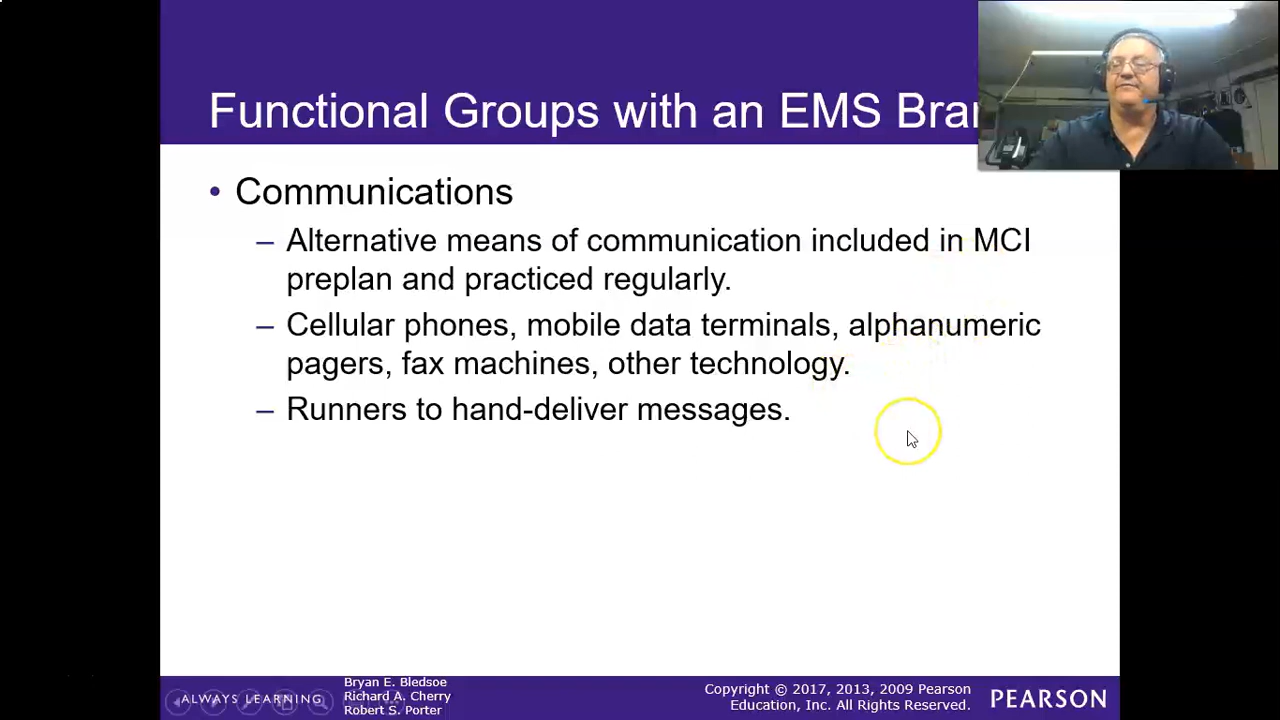 Functional Groups with an EMS
• Communications
– Alternative means of communication included in MCI
preplan and practiced regularly.
– Cellular phones, mobile data terminals, alphanumeric
pagers, fax machines, other technology.
– Runners to hand-deliver messages.
ALWAYS LEARNING
Bryan E. Bledsoe
Richard A. Cherry
Robert S. Porter
Copyright © 2017, 2013, 2009 Pearson
Education, Inc. All Rights Reserved.
PEARSON